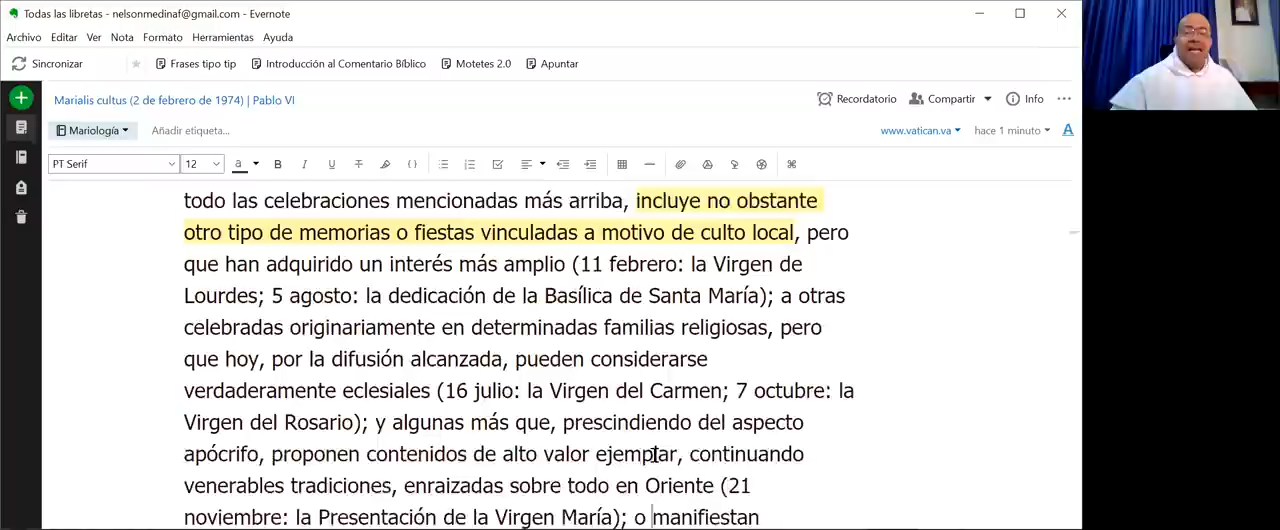 Todas las libretas - nelsonmedinaf@gmail.com - Evernote
Archivo Editar Ver Nota Formato Herramientas Ayuda
Sincronizar Frases tipo tip Introducción al Comentario Bíblico Motetes 2.0 Apuntar
Marialis cultus (2 de febrero de 1974) | Pablo VI Recordatorio Compartir Info
Mariología Añadir etiqueta... www.vatican.va hace 1 minuto A
PT Serif 12 a B I U T
todo las celebraciones mencionadas más arriba, incluye no obstante
otro tipo de memorias o fiestas vinculadas a motivo de culto local, pero
que han adquirido un interés más amplio (11 febrero: la Virgen de
Lourdes; 5 agosto: la dedicación de la Basílica de Santa María); a otras
celebradas originariamente en determinadas familias religiosas, pero
que hoy, por la difusión alcanzada, pueden considerarse
verdaderamente eclesiales (16 julio: la Virgen del Carmen; 7 octubre: la
Virgen del Rosario); y algunas más que, prescindiendo del aspecto
apócrifo, proponen contenidos de alto valor ejemplar, continuando
venerables tradiciones, enraizadas sobre todo en Oriente (21
noviembre: la Presentación de la Virgen María); o manifiestan